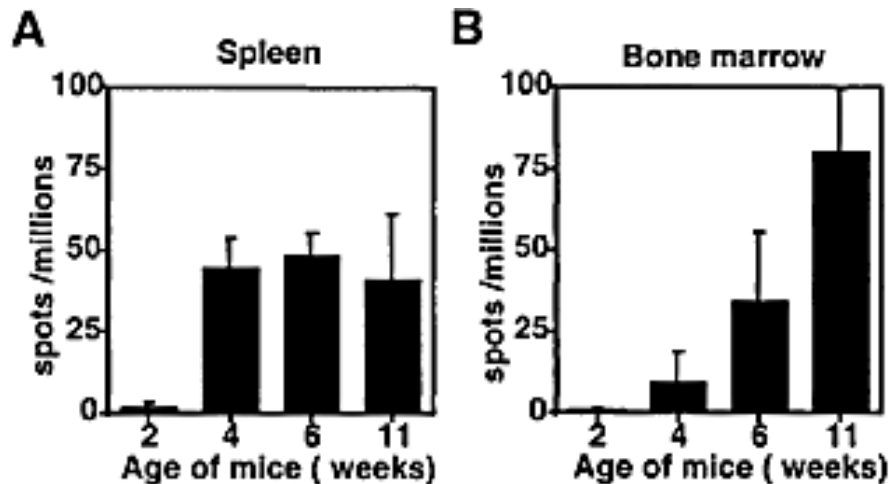 A
Spleen
100
75
50
25
0
spots /millions
2 4 6 11
Age of mice ( weeks)
B
Bone marrow
100
75
50
25
0
spots /millions
2 4 6 11
Age of mice ( weeks)